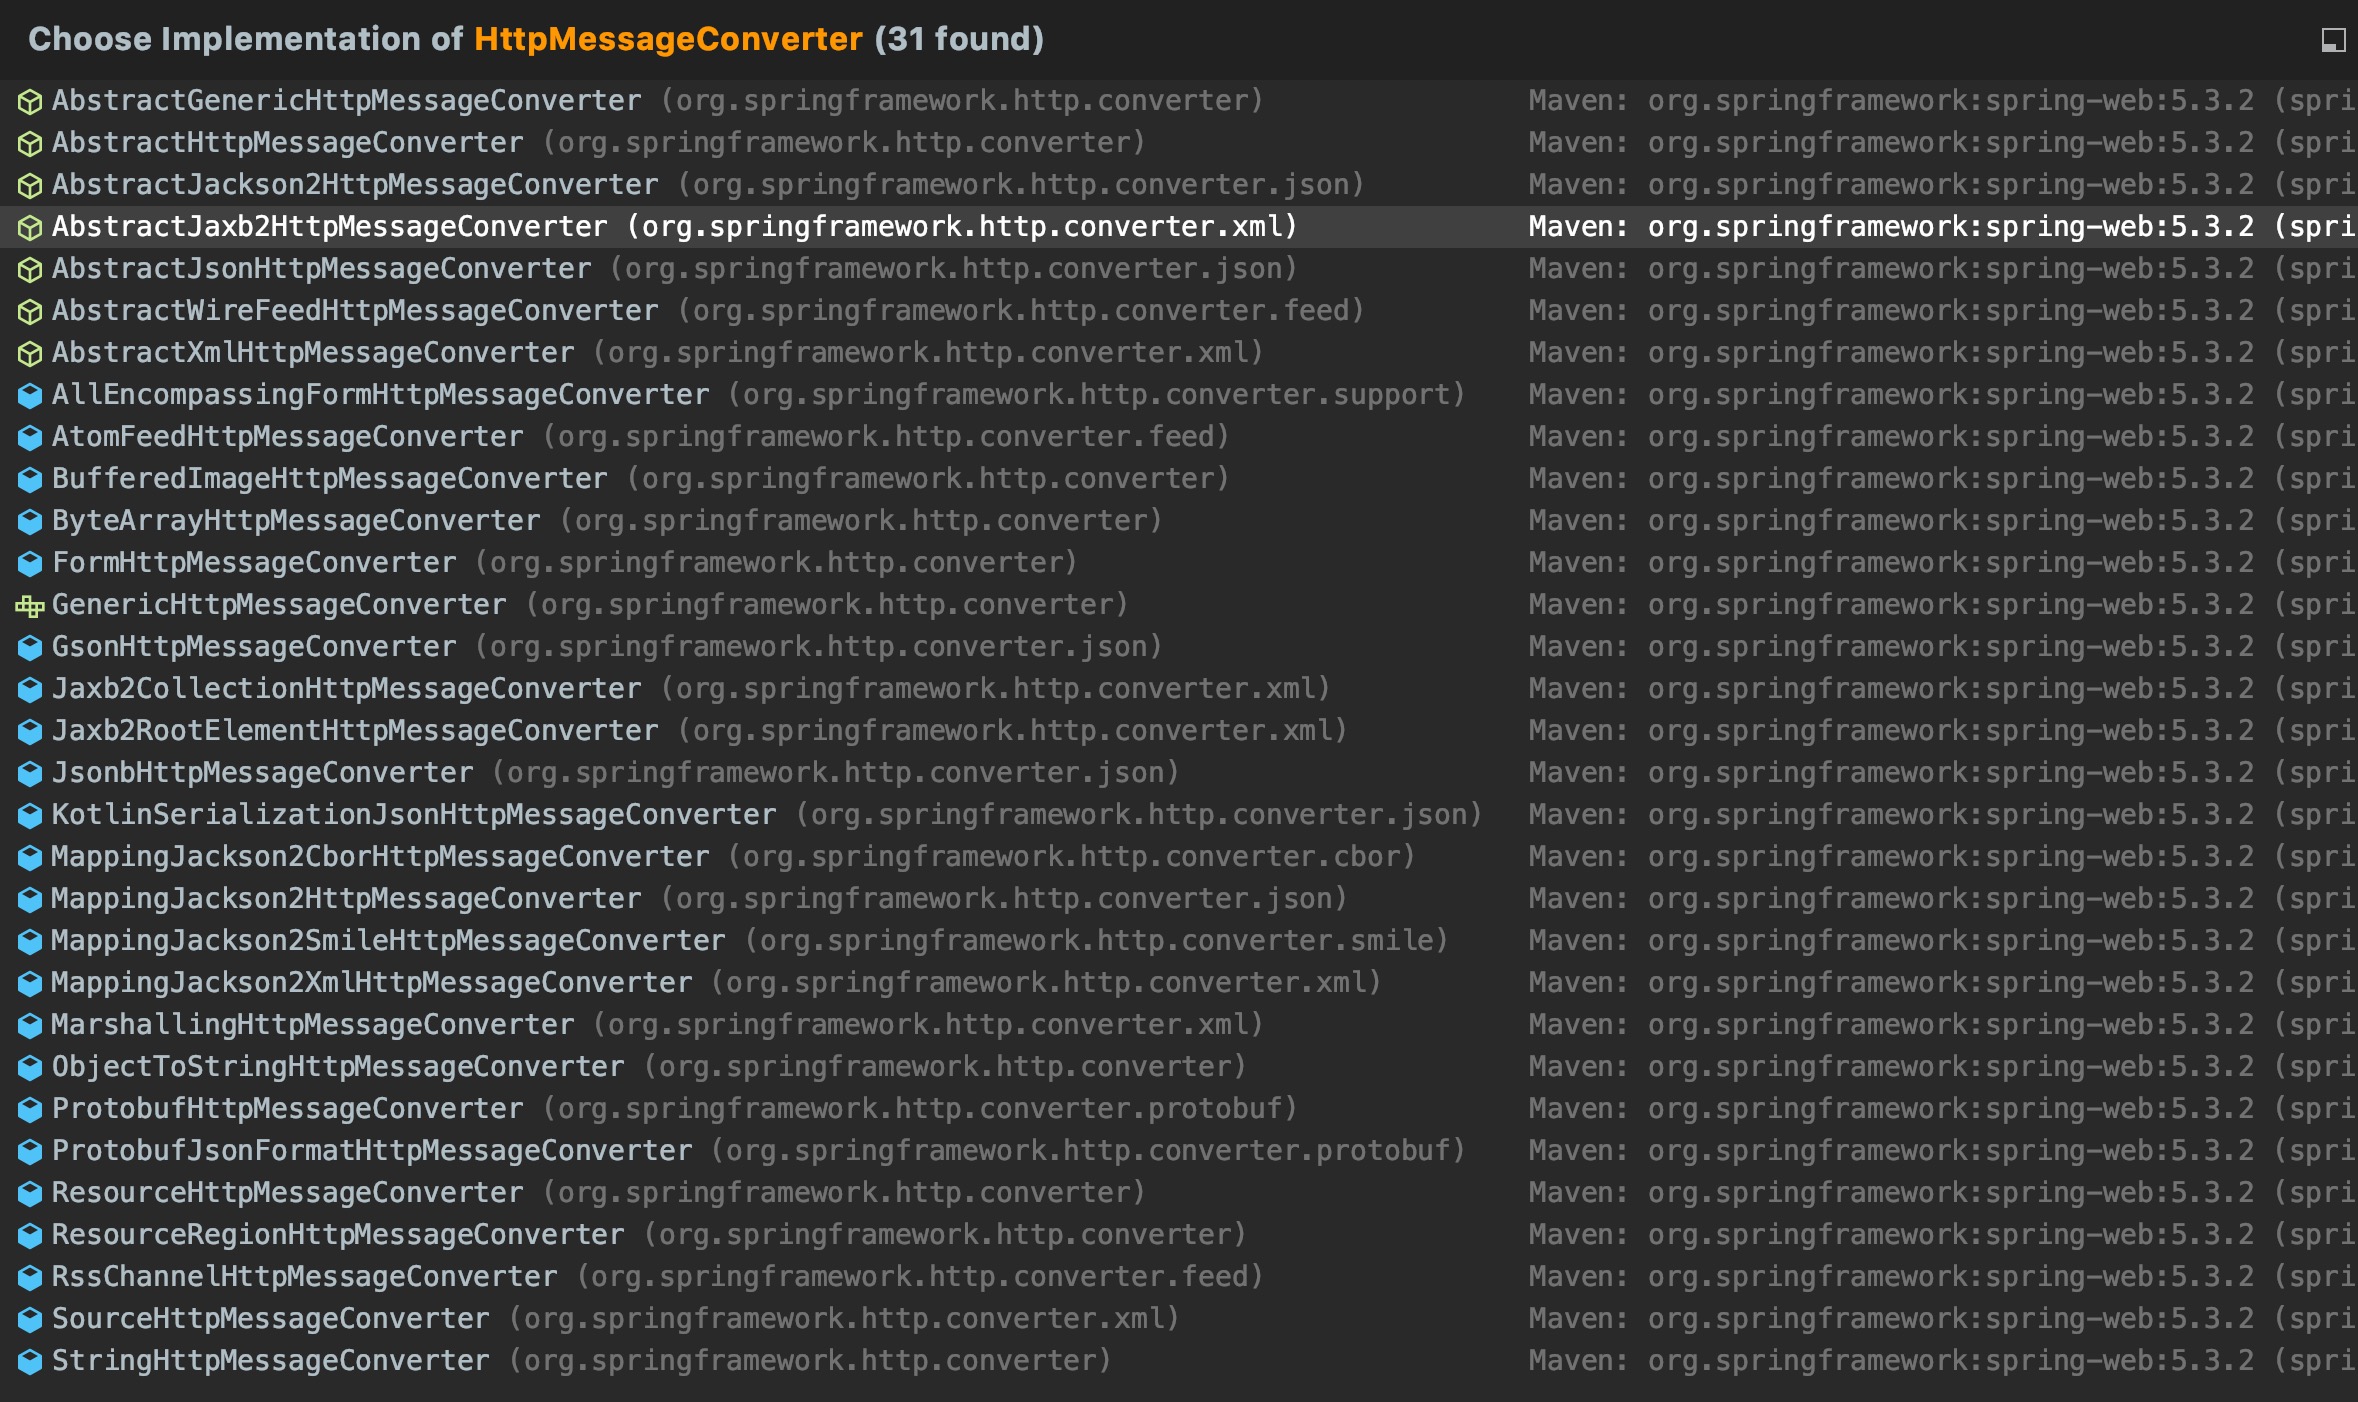 Choose Implementation of HttpMessageConverter (31 found)
AbstractGenericHttpMessageConverter (org.springframework.http.converter) Maven: org.springframework:spring-web:5.3.2 (spri
AbstractHttpMessageConverter (org.springframework.http.converter) Maven: org.springframework:spring-web:5.3.2 (spri
AbstractJackson2HttpMessageConverter (org.springframework.http.converter.json) Maven: org.springframework:spring-web:5.3.2 (spri
AbstractJaxb2HttpMessageConverter (org.springframework.http.converter.xml) Maven: org.springframework:spring-web:5.3.2 (spri
AbstractJsonHttpMessageConverter (org.springframework.http.converter.json) Maven: org.springframework:spring-web:5.3.2 (spri
AbstractWireFeedHttpMessageConverter (org.springframework.http.converter.feed) Maven: org.springframework:spring-web:5.3.2 (spri
AbstractXmlHttpMessageConverter (org.springframework.http.converter.xml) Maven: org.springframework:spring-web:5.3.2 (spri
AllEncompassingFormHttpMessageConverter (org.springframework.http.converter.support) Maven: org.springframework:spring-web:5.3.2 (spri
AtomFeedHttpMessageConverter (org.springframework.http.converter.feed) Maven: org.springframework:spring-web:5.3.2 (spri
BufferedImageHttpMessageConverter (org.springframework.http.converter) Maven: org.springframework:spring-web:5.3.2 (spri
ByteArrayHttpMessageConverter (org.springframework.http.converter) Maven: org.springframework:spring-web:5.3.2 (spri
FormHttpMessageConverter (org.springframework.http.converter) Maven: org.springframework:spring-web:5.3.2 (spri
GenericHttpMessageConverter (org.springframework.http.converter) Maven: org.springframework:spring-web:5.3.2 (spri
GsonHttpMessageConverter (org.springframework.http.converter.json) Maven: org.springframework:spring-web:5.3.2 (spri
Jaxb2CollectionHttpMessageConverter (org.springframework.http.converter.xml) Maven: org.springframework:spring-web:5.3.2 (spri
Jaxb2RootElementHttpMessageConverter (org.springframework.http.converter.xml) Maven: org.springframework:spring-web:5.3.2 (spri
JsonbHttpMessageConverter (org.springframework.http.converter.json) Maven: org.springframework:spring-web:5.3.2 (spri
KotlinSerializationJsonHttpMessageConverter (org.springframework.http.converter.json) Maven: org.springframework:spring-web:5.3.2 (spri
MappingJackson2CborHttpMessageConverter (org.springframework.http.converter.cbor) Maven: org.springframework:spring-web:5.3.2 (spri
MappingJackson2HttpMessageConverter (org.springframework.http.converter.json) Maven: org.springframework:spring-web:5.3.2 (spri
MappingJackson2SmileHttpMessageConverter (org.springframework.http.converter.smile) Maven: org.springframework:spring-web:5.3.2 (spri
MappingJackson2XmlHttpMessageConverter (org.springframework.http.converter.xml) Maven: org.springframework:spring-web:5.3.2 (spri
MarshallingHttpMessageConverter (org.springframework.http.converter.xml) Maven: org.springframework:spring-web:5.3.2 (spri
ObjectToStringHttpMessageConverter (org.springframework.http.converter) Maven: org.springframework:spring-web:5.3.2 (spri
ProtobufHttpMessageConverter (org.springframework.http.converter.protobuf) Maven: org.springframework:spring-web:5.3.2 (spri
ProtobufJsonFormatHttpMessageConverter (org.springframework.http.converter.protobuf) Maven: org.springframework:spring-web:5.3.2 (spri
ResourceHttpMessageConverter (org.springframework.http.converter) Maven: org.springframework:spring-web:5.3.2 (spri
ResourceRegionHttpMessageConverter (org.springframework.http.converter) Maven: org.springframework:spring-web:5.3.2 (spri
RssChannelHttpMessageConverter (org.springframework.http.converter.feed) Maven: org.springframework:spring-web:5.3.2 (spri
SourceHttpMessageConverter (org.springframework.http.converter.xml) Maven: org.springframework:spring-web:5.3.2 (spri
StringHttpMessageConverter (org.springframework.http.converter) Maven: org.springframework:spring-web:5.3.2 (spri